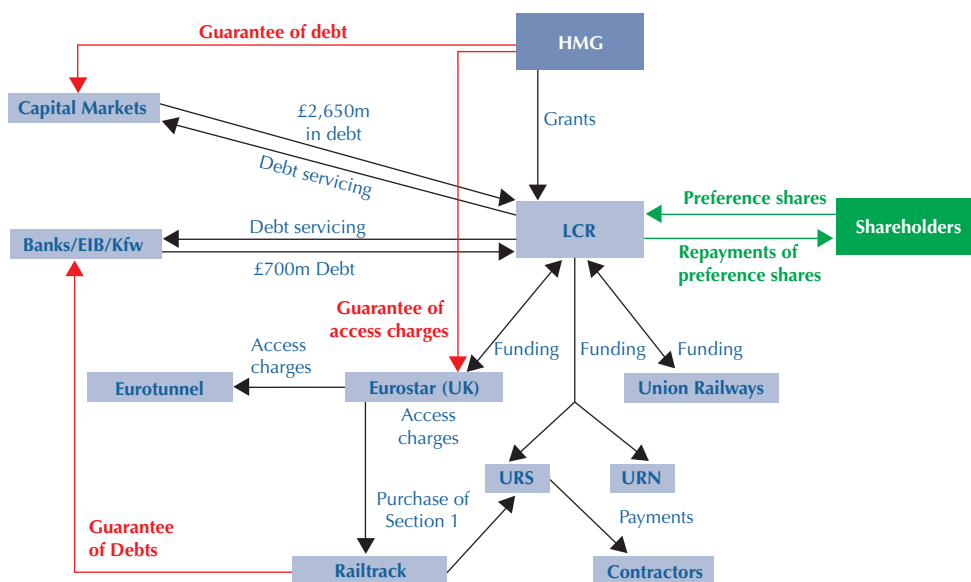 Guarantee of debt
HMG
Capital Markets
£2,650m
in debt
Grants
Debt servicing
Preference shares
Shareholders
LCR
Debt servicing
Banks/EIB/Kfw
£700m Debt
Repayments of
preference shares
Guarantee of
access charges
Access
charges
Funding
Funding
Funding
Eurotunnel
Eurostar (UK)
Union Railways
Access
charges
URS
URN
Purchase of
Section 1
Payments
Guarantee
of Debts
Railtrack
Contractors